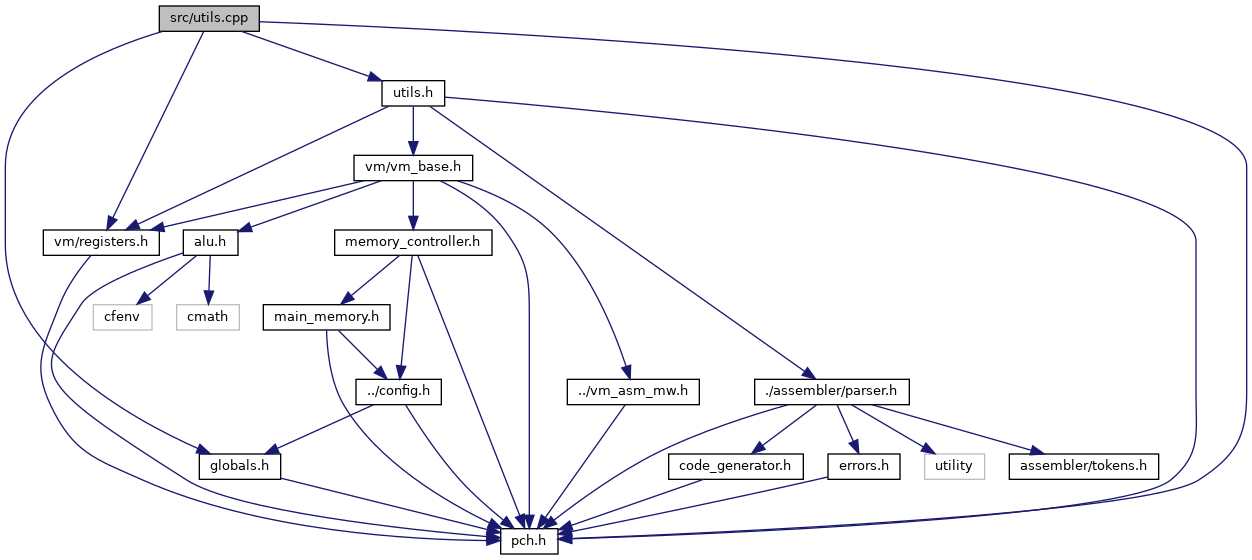 src/utils.cpp
utils.h
vm/vm_base.h
vm/registers.h
alu.h
memory_controller.h
cfenv
cmath
main_memory.h
../config.h
../vm_asm_mw.h
./assembler/parser.h
globals.h
code_generator.h
errors.h
utility
assembler/tokens.h
pch.h